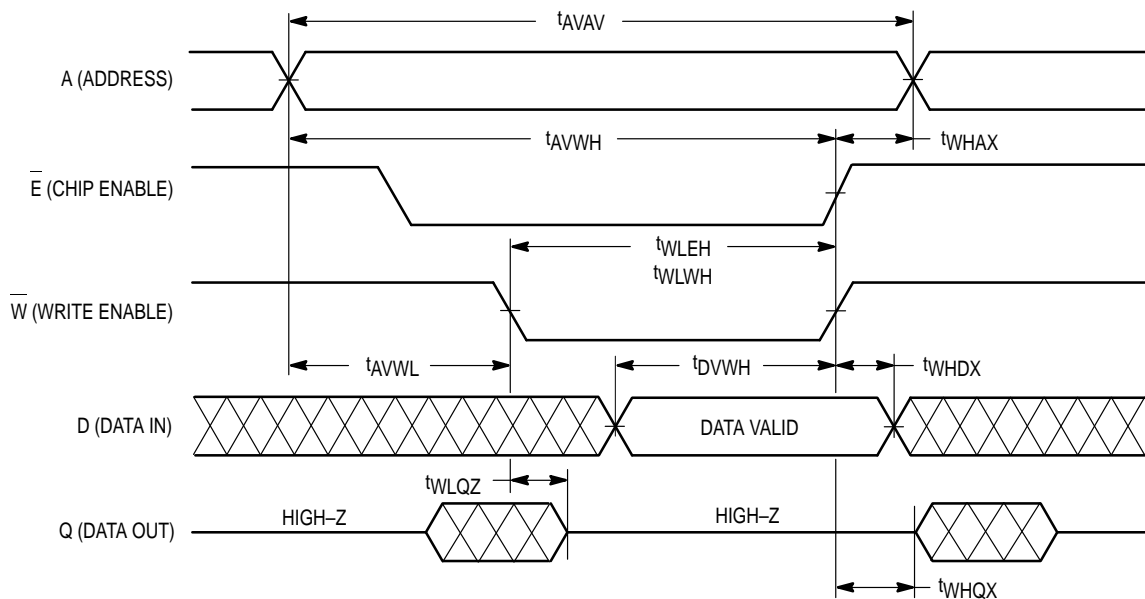 tAVAV
A (ADDRESS)
tAVWH
tWHAX
E (CHIP ENABLE)
tWLEH
tWLWH
W (WRITE ENABLE)
tAVWL
tDVWH
tWHDX
D (DATA IN)
DATA VALID
tWLQZ
HIGH–Z
HIGH–Z
Q (DATA OUT)
tWHQX